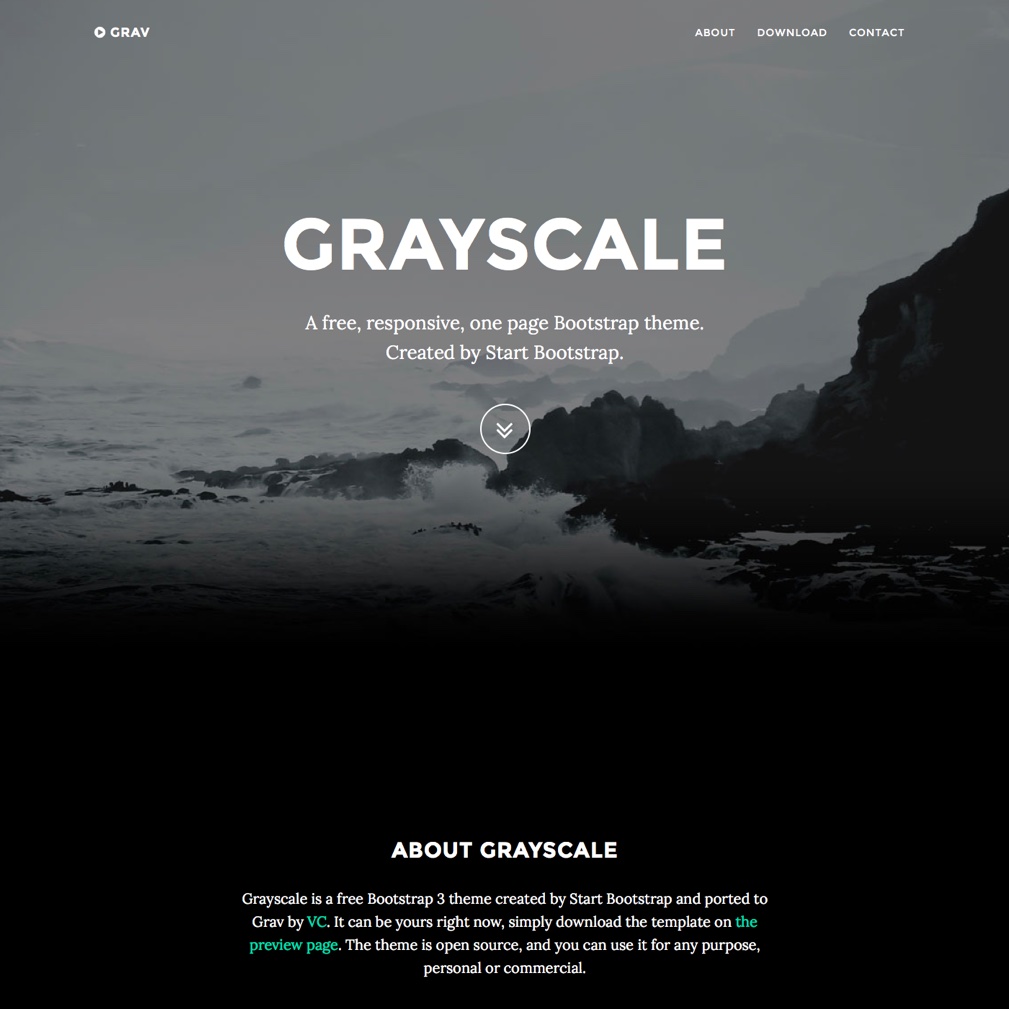 GRAV
ABOUT DOWNLOAD CONTACT
GRAYSCALE
A free, responsive, one page Bootstrap theme.
Created by Start Bootstrap.
ABOUT GRAYSCALE
Grayscale is a free Bootstrap 3 theme created by Start Bootstrap and ported to
Grav by VC. It can be yours right now, simply download the template on the
preview page. The theme is open source, and you can use it for any purpose,
personal or commercial.